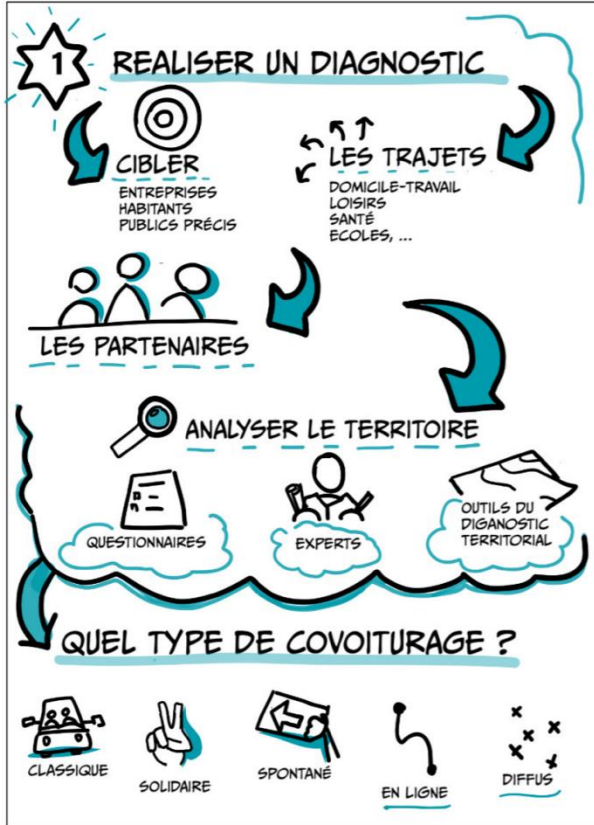 1
REALISER UN DIAGNOSTIC
CIBLER
ENTREPRISES
HABITANTS
PUBLICS PRÉCIS
LES TRAJETS
DOMICILE-TRAVAIL
LOISIRS
SANTÉ
ECOLES, ...
LES PARTENAIRES
ANALYSER LE TERRITOIRE
QUESTIONNAIRES
EXPERTS
OUTILS DU
DIGANOSTIC
TERRITORIAL
QUEL TYPE DE COVOITURAGE ?
CLASSIQUE
SOLIDAIRE
SPONTANÉ
EN LIGNE
DIFFUS